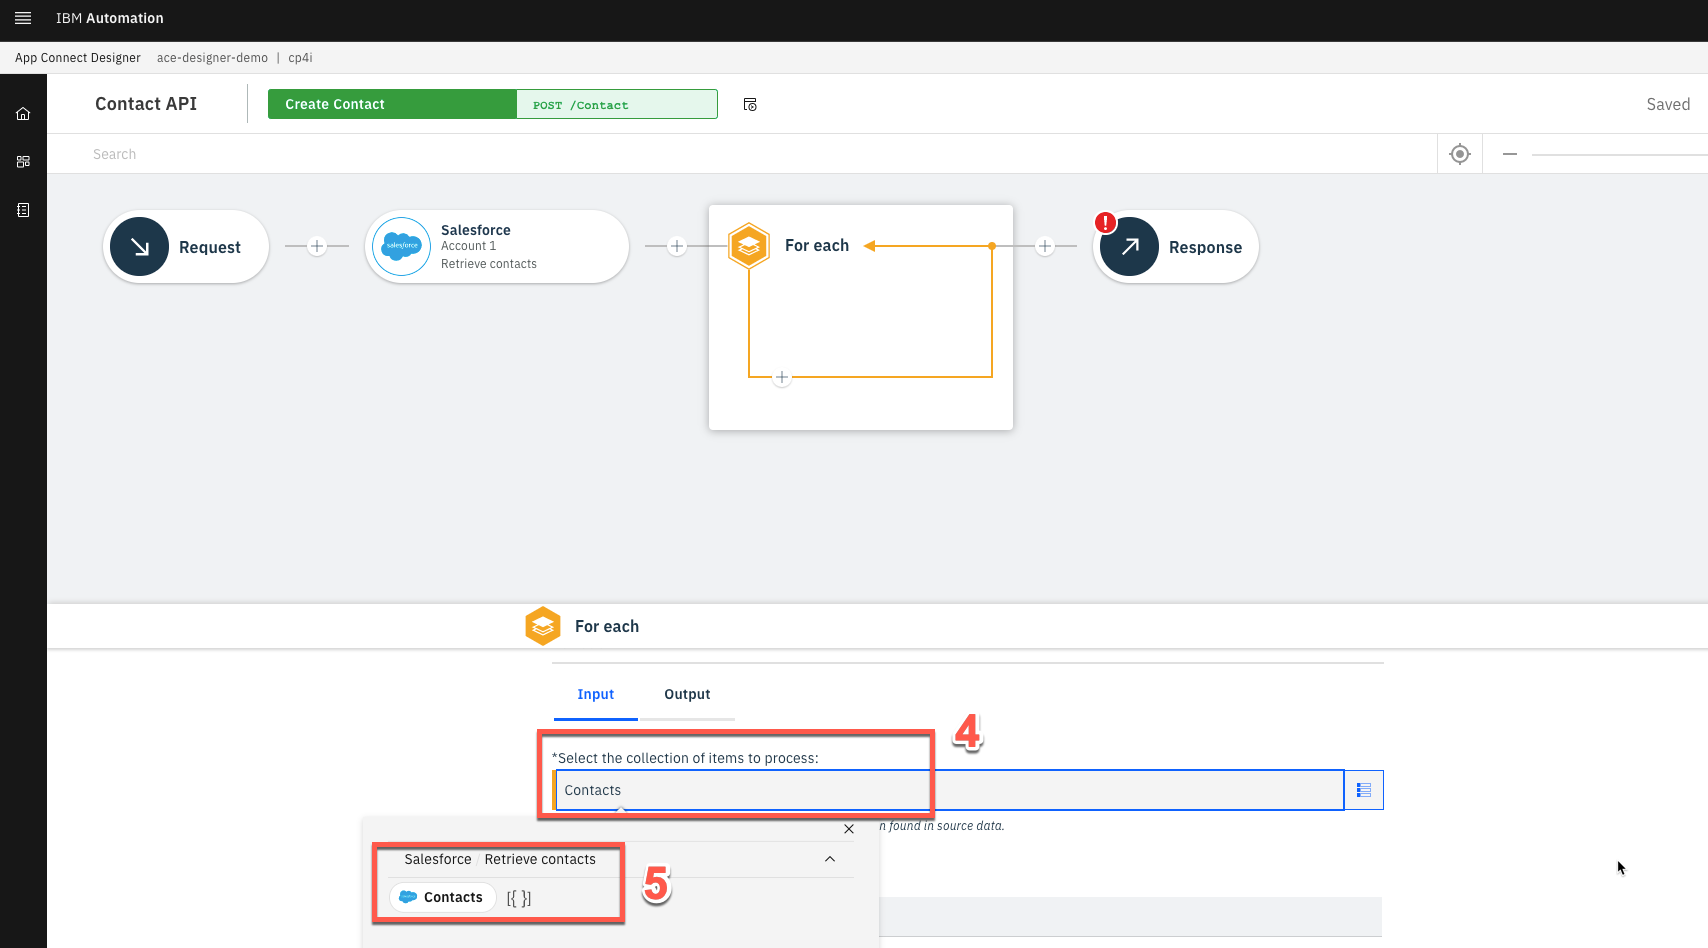 IBM Automation
App Connect Designer ace-designer-demo | cp4i
Contact API
Create Contact
POST /Contact
Saved
Search
Request
salesforce
Salesforce
Account 1
Retrieve contacts
For each
!
Response
For each
Input
Output
4
*Select the collection of items to process:
Contacts
n found in source data.
Salesforce / Retrieve contacts
5
Contacts [{ }]